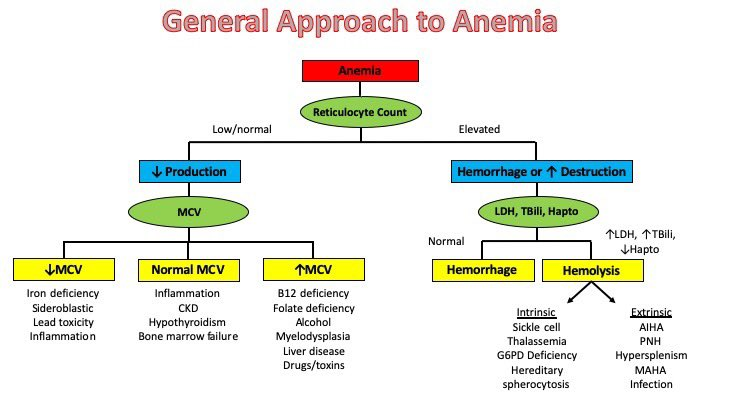 General Approach to Anemia
Anemia
Reticulocyte Count
Low/normal
Elevated
↓ Production
Hemorrhage or ↑ Destruction
MCV
LDH, TBili, Hapto
Normal
↑LDH, ↑TBili,
↓Hapto
↓MCV
Normal MCV
↑MCV
Hemorrhage
Hemolysis
Iron deficiency
Sideroblastic
Lead toxicity
Inflammation
Inflammation
CKD
Hypothyroidism
Bone marrow failure
B12 deficiency
Folate deficiency
Alcohol
Myelodysplasia
Liver disease
Drugs/toxins
Intrinsic
Sickle cell
Thalassemia
G6PD Deficiency
Hereditary
spherocytosis
Extrinsic
AIHA
PNH
Hypersplenism
MAHA
Infection